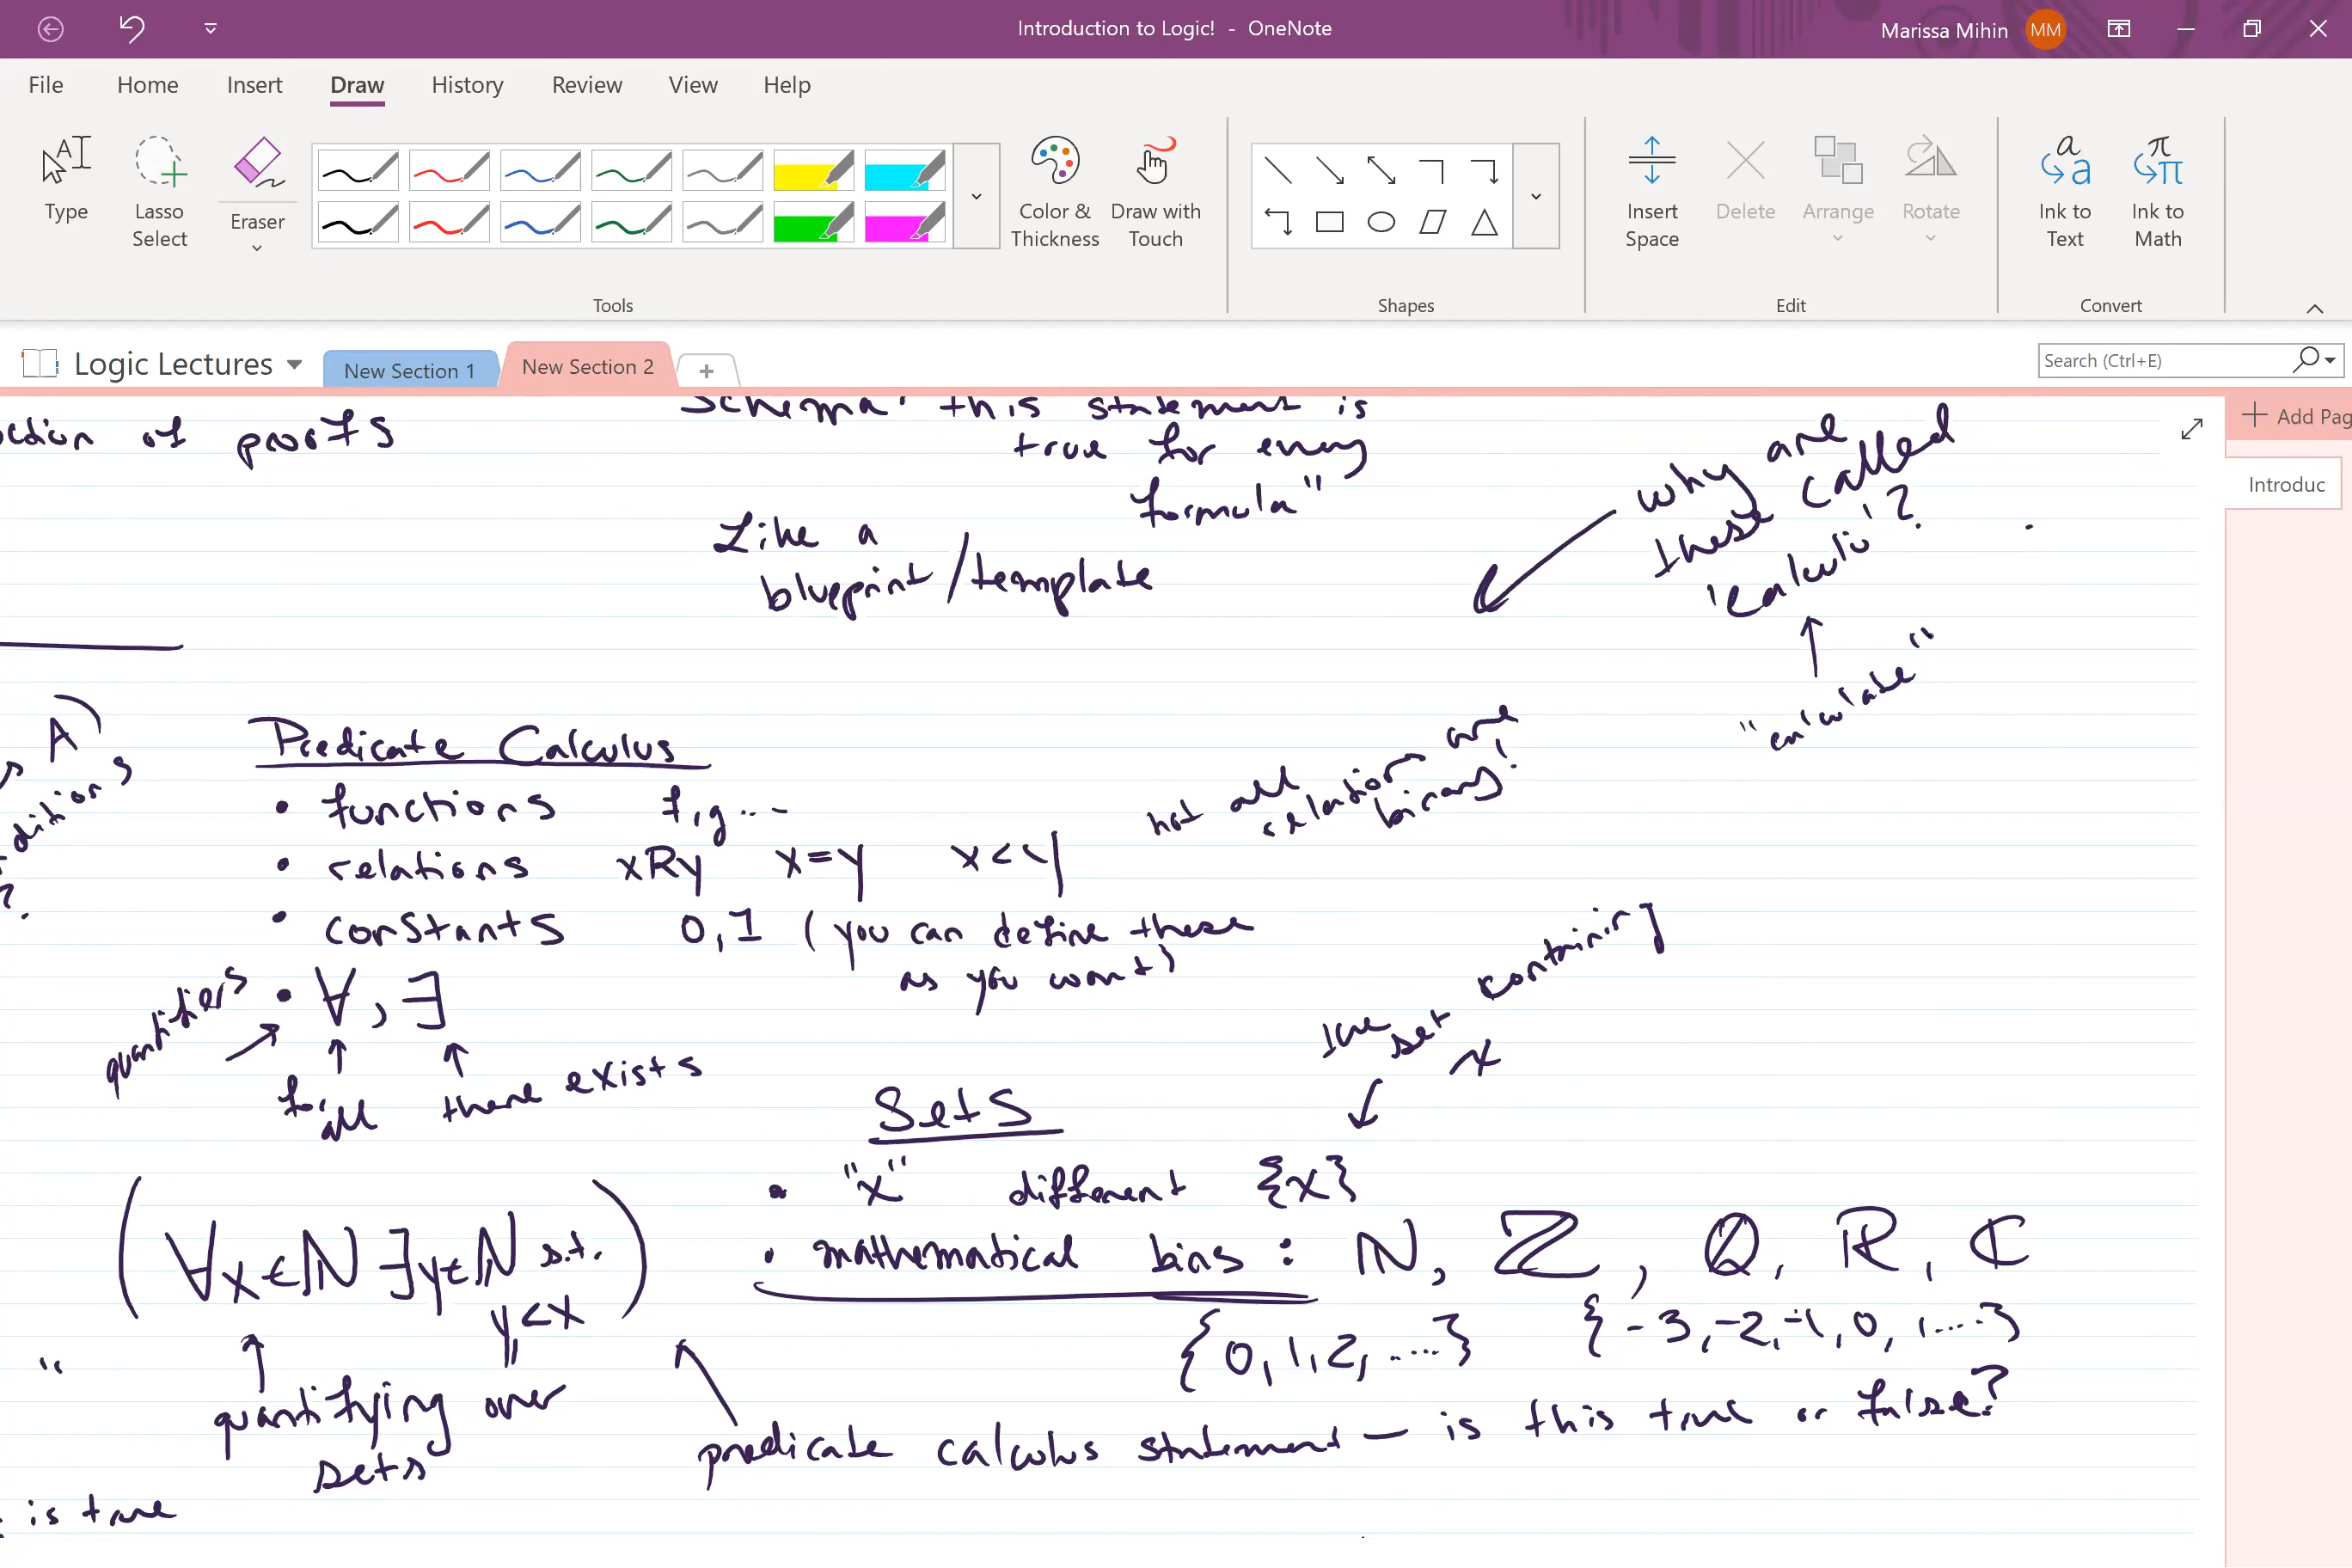 Introduction to Logic! - OneNote
Marissa Mihin
MM
File Home Insert Draw History Review View Help
Type
Lasso Select
Eraser
Color & Thickness
Draw with Touch
Tools
Shapes
Insert Space
Delete
Arrange
Rotate
Edit
Ink to Text
Ink to Math
Convert
Logic Lectures
New Section 1
New Section 2
Search (Ctrl+E)
Add Pag
Introduc
of proofs
Schema: this statement is
true for every
formula"
Like a
blueprint/template
why are
these called
'calculi'?
"calculate"
A)
Predicate Calculus
• functions f, g ...
• relations xRy x=y x<y
not all
relations are
binary!
• constants 0, 1 (you can define these
as you want)
quantifiers
• ∀, ∃
for all
there exists
Sets
the set containing
x
• "x" different {x}
• mathematical bias : ℕ, ℤ, ℚ, ℝ, ℂ
{0, 1, 2, ....}
{-3, -2, -1, 0, 1....}
(∀x∈ℕ ∃y∈ℕ s.t.
y<x)
quantifying over
sets
predicate calculus statement — is this true or false?
is true